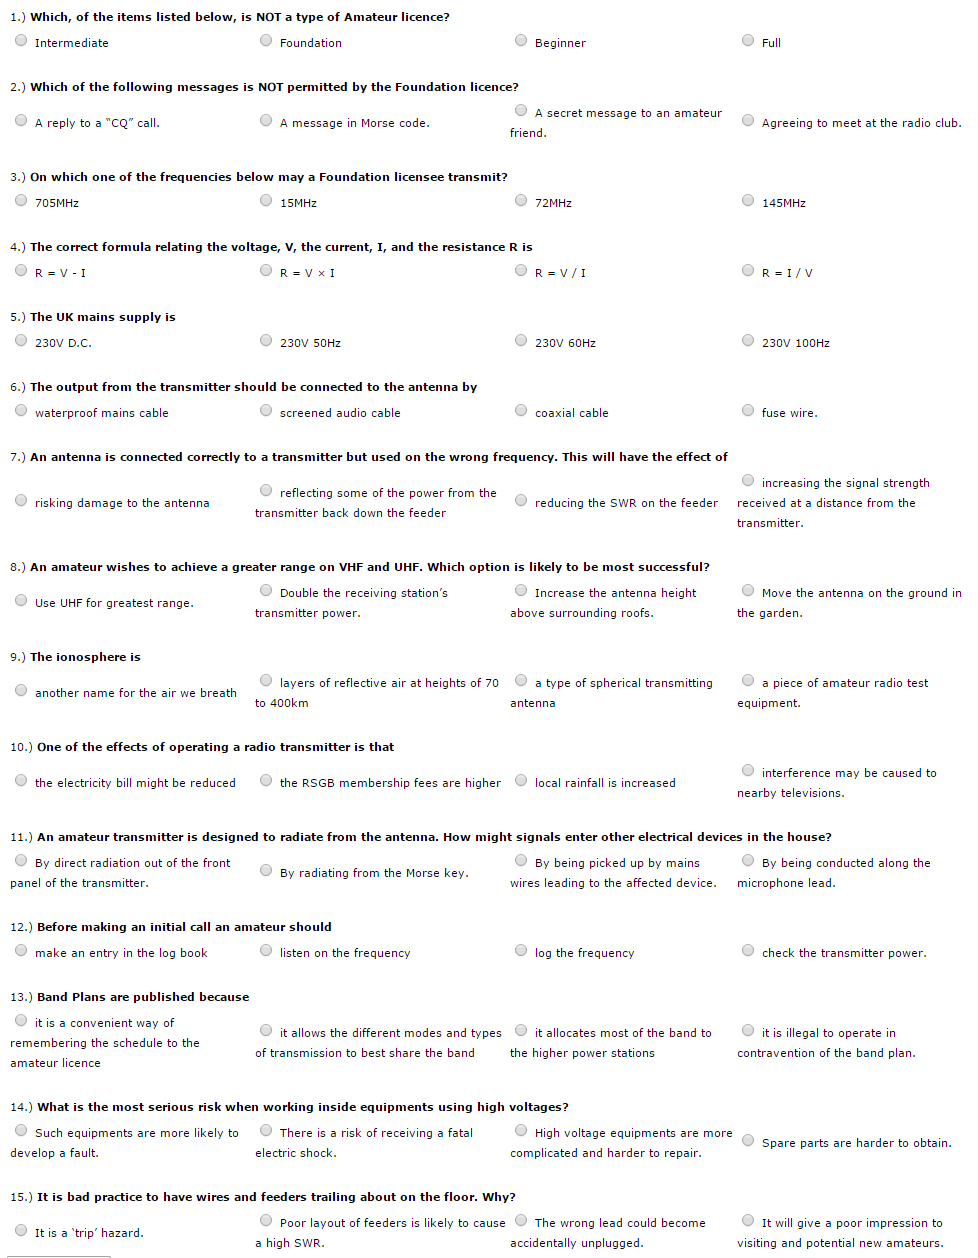 1.) Which, of the items listed below, is NOT a type of Amateur licence?
Intermediate Foundation Beginner Full
2.) Which of the following messages is NOT permitted by the Foundation licence?
A reply to a “CQ” call. A message in Morse code. A secret message to an amateur friend. Agreeing to meet at the radio club.
3.) On which one of the frequencies below may a Foundation licensee transmit?
705MHz 15MHz 72MHz 145MHz
4.) The correct formula relating the voltage, V, the current, I, and the resistance R is
R = V - I R = V × I R = V / I R = I / V
5.) The UK mains supply is
230V D.C. 230V 50Hz 230V 60Hz 230V 100Hz
6.) The output from the transmitter should be connected to the antenna by
waterproof mains cable screened audio cable coaxial cable fuse wire.
7.) An antenna is connected correctly to a transmitter but used on the wrong frequency. This will have the effect of
risking damage to the antenna
reflecting some of the power from the
transmitter back down the feeder
reducing the SWR on the feeder
increasing the signal strength
received at a distance from the
transmitter.
8.) An amateur wishes to achieve a greater range on VHF and UHF. Which option is likely to be most successful?
Use UHF for greatest range.
Double the receiving station’s
transmitter power.
Increase the antenna height
above surrounding roofs.
Move the antenna on the ground in
the garden.
9.) The ionosphere is
another name for the air we breath
layers of reflective air at heights of 70
to 400km
a type of spherical transmitting
antenna
a piece of amateur radio test
equipment.
10.) One of the effects of operating a radio transmitter is that
the electricity bill might be reduced
the RSGB membership fees are higher
local rainfall is increased
interference may be caused to
nearby televisions.
11.) An amateur transmitter is designed to radiate from the antenna. How might signals enter other electrical devices in the house?
By direct radiation out of the front
panel of the transmitter.
By radiating from the Morse key.
By being picked up by mains
wires leading to the affected device.
By being conducted along the
microphone lead.
12.) Before making an initial call an amateur should
make an entry in the log book listen on the frequency log the frequency check the transmitter power.
13.) Band Plans are published because
it is a convenient way of
remembering the schedule to the
amateur licence
it allows the different modes and types
of transmission to best share the band
it allocates most of the band to
the higher power stations
it is illegal to operate in
contravention of the band plan.
14.) What is the most serious risk when working inside equipments using high voltages?
Such equipments are more likely to
develop a fault.
There is a risk of receiving a fatal
electric shock.
High voltage equipments are more
complicated and harder to repair.
Spare parts are harder to obtain.
15.) It is bad practice to have wires and feeders trailing about on the floor. Why?
It is a ‘trip’ hazard.
Poor layout of feeders is likely to cause
a high SWR.
The wrong lead could become
accidentally unplugged.
It will give a poor impression to
visiting and potential new amateurs.